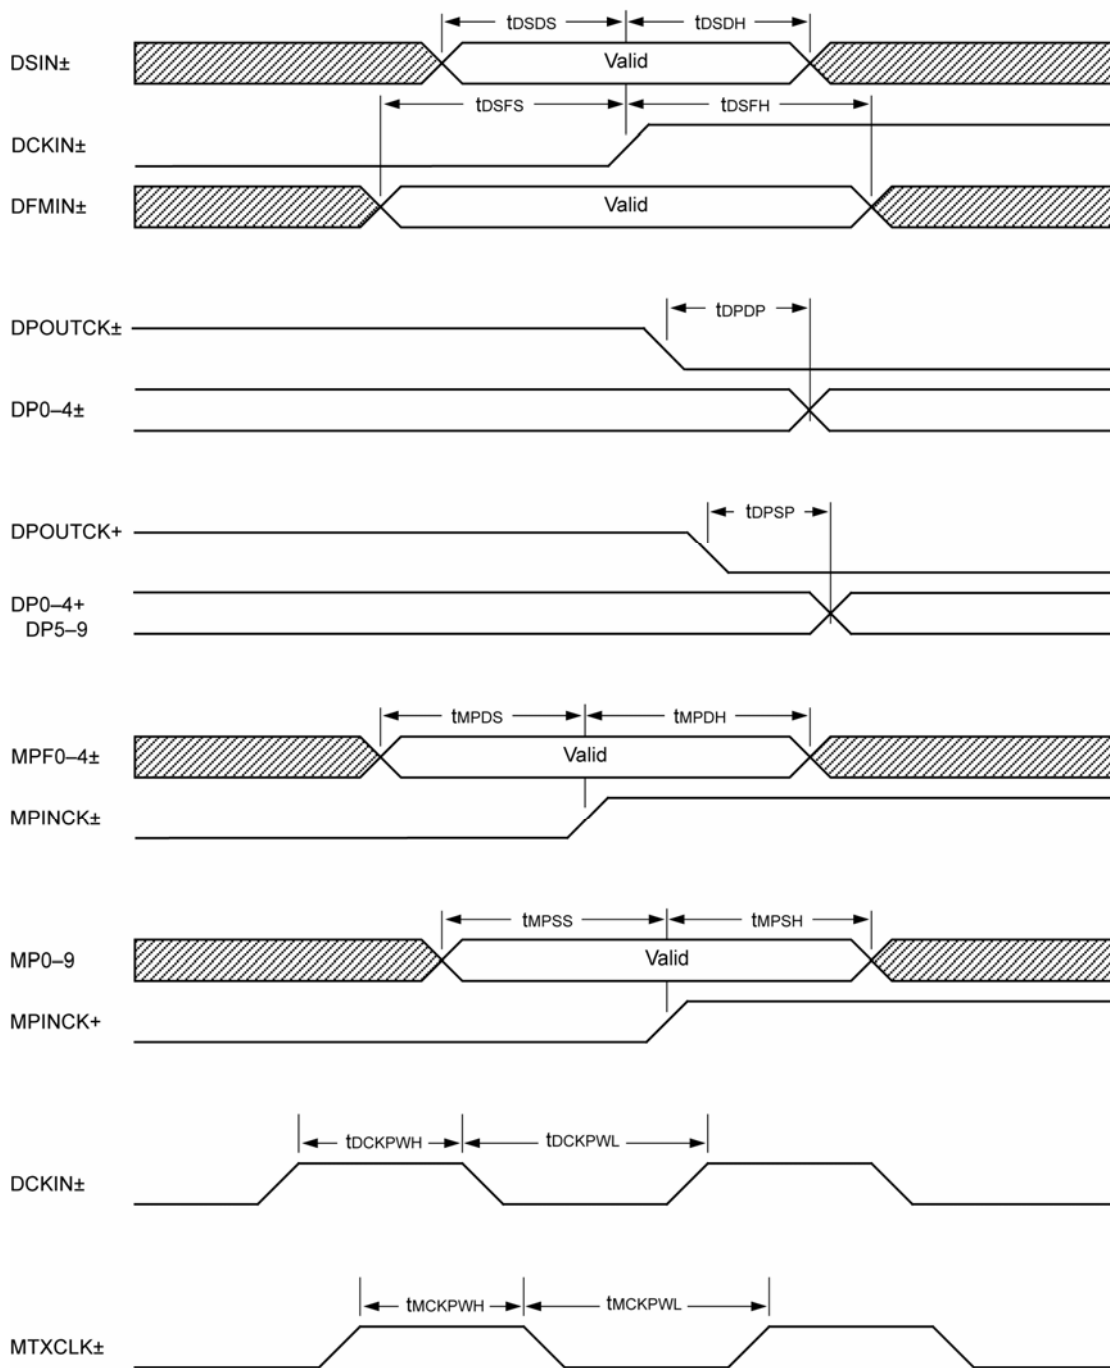 tDSDS tDSDH
DSIN± Valid
tDSFS tDSFH
DCKIN±
DFMIN± Valid
tDPDP
DPOUTCK±
DP0–4±
tDPSP
DPOUTCK+
DP0–4+
DP5–9
tMPDS tMPDH
MPF0–4± Valid
MPINCK±
tMPSS tMPSH
MP0–9 Valid
MPINCK+
tDCKPWH tDCKPWL
DCKIN±
tMCKPWH tMCKPWL
MTXCLK±